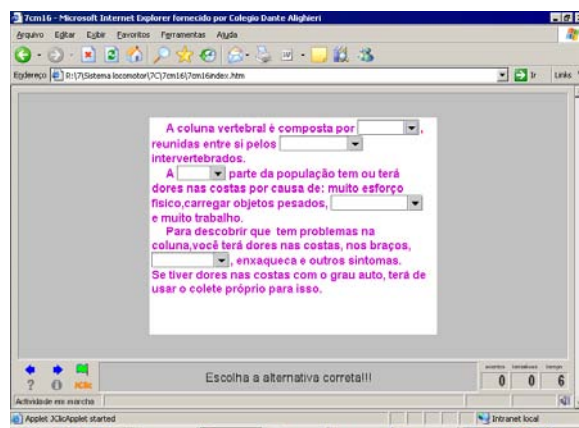 7cm16 - Microsoft Internet Explorer fornecido por Colegio Dante Alighieri
Arquivo Editar Exibir Favoritos Ferramentas Ajuda
Endereço R:\7\Sistema locomotor\7C\7cm16\7cm16index.htm Ir Links
A coluna vertebral é composta por ,
reunidas entre si pelos
intervertebrados.
A parte da população tem ou terá
dores nas costas por causa de: muito esforço
físico,carregar objetos pesados,
e muito trabalho.
Para descobrir que tem problemas na
coluna,você terá dores nas costas, nos braços,
, enxaqueca e outros sintomas.
Se tiver dores nas costas com o grau auto, terá de
usar o colete próprio para isso.
Escolha a alternativa correta!!!
JClic
0 0 6
Actividade em marcha
Applet JClicApplet started Intranet local